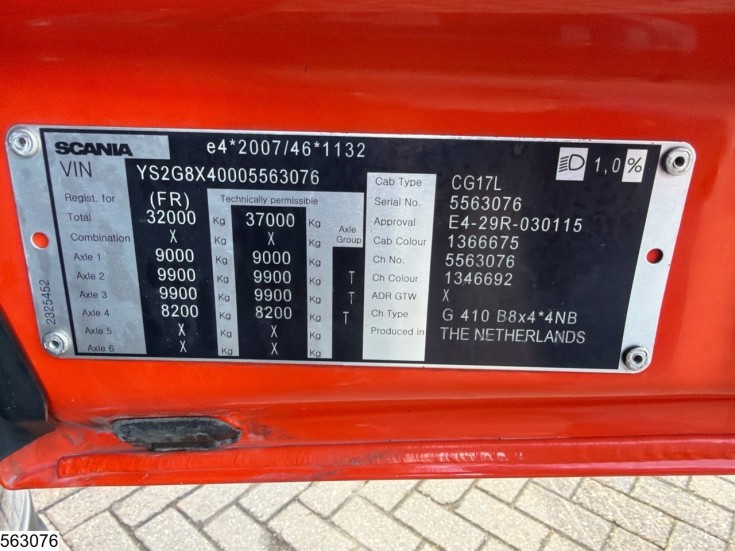 SCANIA e4*2007/46*1132
VIN YS2G8X40005563076
1,0%
Regist. for (FR) Technically permissible
Total 32000 Kg 37000 Kg
Combination X Kg X Kg Axle Group
Axle 1 9000 Kg 9000 Kg
Axle 2 9900 Kg 9900 Kg T
Axle 3 9900 Kg 9900 Kg T
Axle 4 8200 Kg 8200 Kg T
Axle 5 X Kg X Kg
Axle 6 X Kg X Kg
Cab Type CG17L
Serial No. 5563076
Approval E4-29R-030115
Cab Colour 1366675
Ch No. 5563076
Ch Colour 1346692
ADR GTW X
Ch Type G 410 B8x4*4NB
Produced in THE NETHERLANDS
2325452
563076